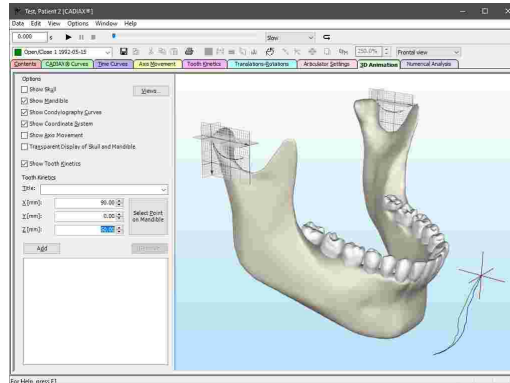 Test, Patient 2 [CADIAX®]
Data Edit View Options Window Help
0.000 s Slow
Open/Close 1 1992-05-15 250.0% Frontal view
Contents CADIAX® Curves Time Curves Axis Movement Tooth Kinetics Translations-Rotations Articulator Settings 3D Animation Numerical Analysis
Options
Show Skull Views...
Show Mandible
Show Condylography Curves
Show Coordinate System
Show Axis Movement
Transparent Display of Skull and Mandible
Show Tooth Kinetics
Tooth Kinetics
Title:
X [mm]: 90.00
Y [mm]: 0.00 Select Point on Mandible
Z [mm]:
Add
For Help, press F1